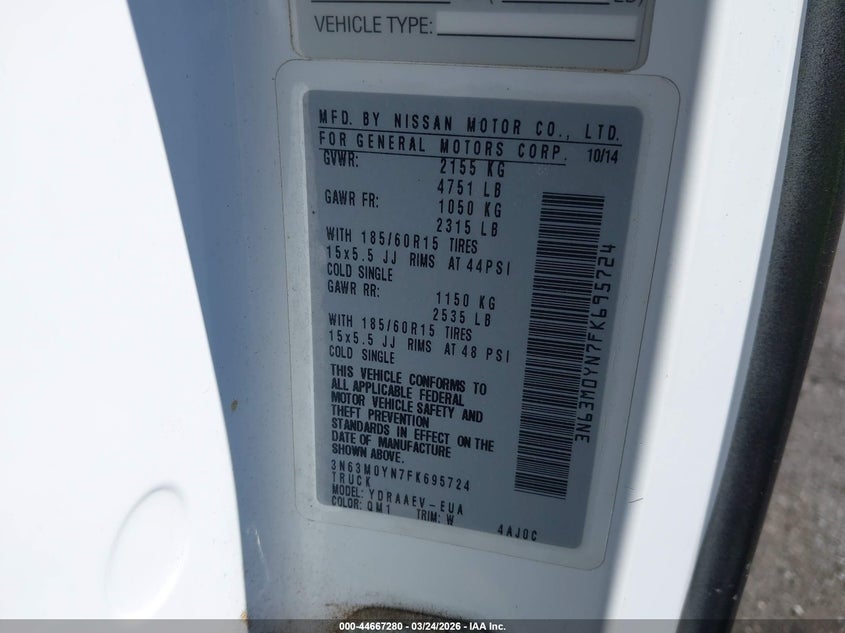 VEHICLE TYPE:
MFD. BY NISSAN MOTOR CO., LTD.
FOR GENERAL MOTORS CORP. 10/14
GVWR: 2155 KG
4751 LB
GAWR FR: 1050 KG
2315 LB
WITH 185/60R15 TIRES
15x5.5 JJ RIMS AT 44PSI
COLD SINGLE
GAWR RR: 1150 KG
2535 LB
WITH 185/60R15 TIRES
15x5.5 JJ RIMS AT 48 PSI
COLD SINGLE
THIS VEHICLE CONFORMS TO
ALL APPLICABLE FEDERAL
MOTOR VEHICLE SAFETY AND
THEFT PREVENTION
STANDARDS IN EFFECT ON THE
DATE OF MANUFACTURE
SHOWN ABOVE.
3N63M0YN7FK695724
TRUCK
MODEL: YDRAAEV-EUA
COLOR: QM1 TRIM: W
4AJ0C
3N63M0YN7FK695724
000-44667280 - 03/24/2026 - IAA Inc.